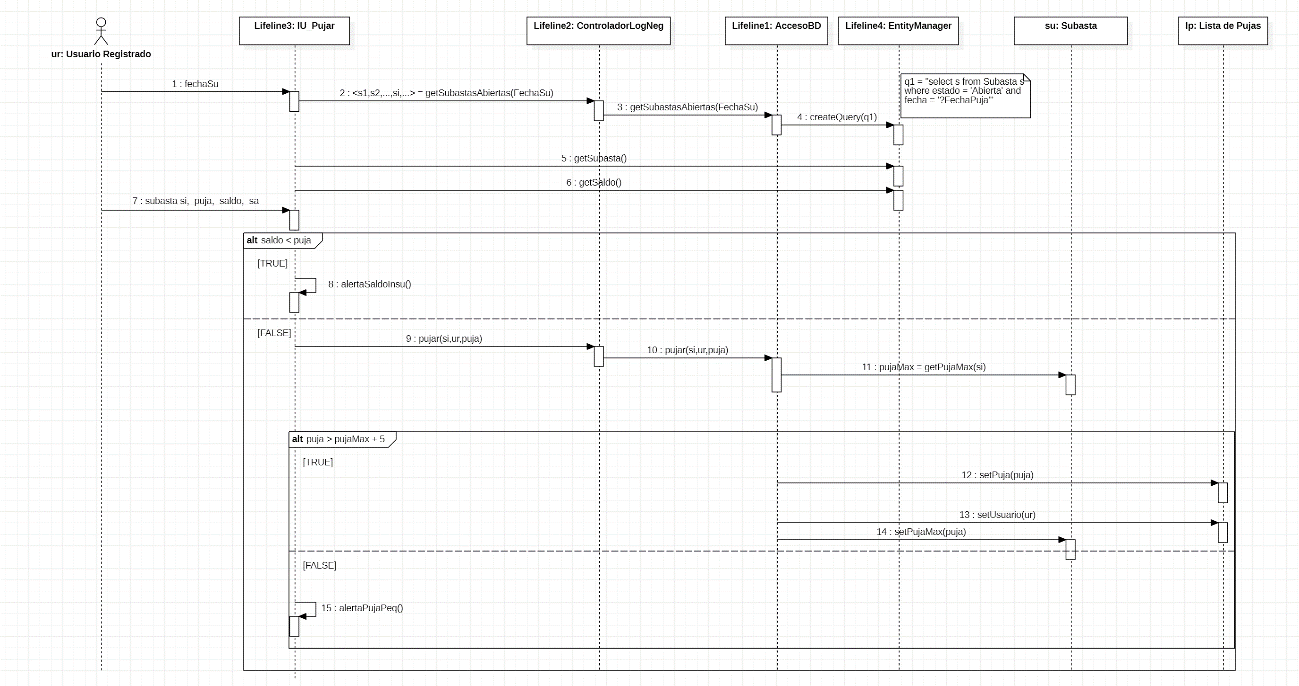 ur: Usuario Registrado
Lifeline3: IU_Pujar
Lifeline2: ControladorLogNeg
Lifeline1: AccesoBD
Lifeline4: EntityManager
su: Subasta
lp: Lista de Pujas
1 : fechaSu
2 : <s1,s2,...,si,...> = getSubastasAbiertas(FechaSu)
3 : getSubastasAbiertas(FechaSu)
4 : createQuery(q1)
q1 = "select s from Subasta s
where estado = 'Abierta' and
fecha = '?FechaPuja'"
5 : getSubasta()
6 : getSaldo()
7 : subasta si, puja, saldo, sa
alt saldo < puja
[TRUE]
8 : alertaSaldoInsu()
[FALSE]
9 : pujar(si,ur,puja)
10 : pujar(si,ur,puja)
11 : pujaMax = getPujaMax(si)
alt puja > pujaMax + 5
[TRUE]
12 : setPuja(puja)
13 : setUsuario(ur)
14 : setPujaMax(puja)
[FALSE]
15 : alertaPujaPeq()